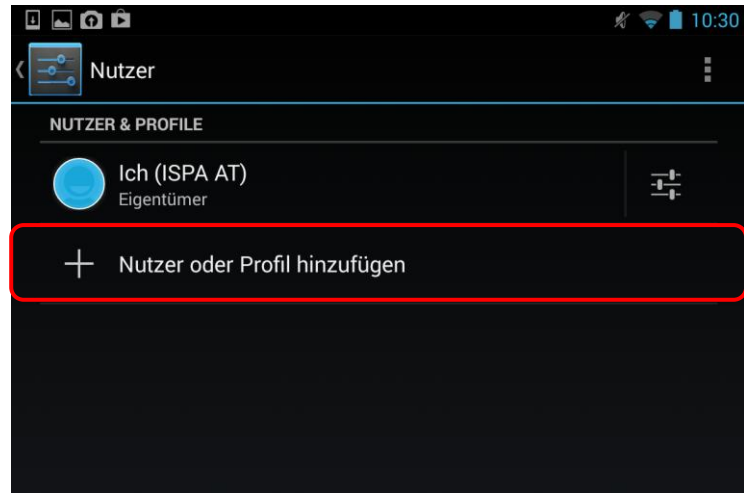 10:30
Nutzer
NUTZER & PROFILE
Ich (ISPA AT)
Eigentümer
Nutzer oder Profil hinzufügen